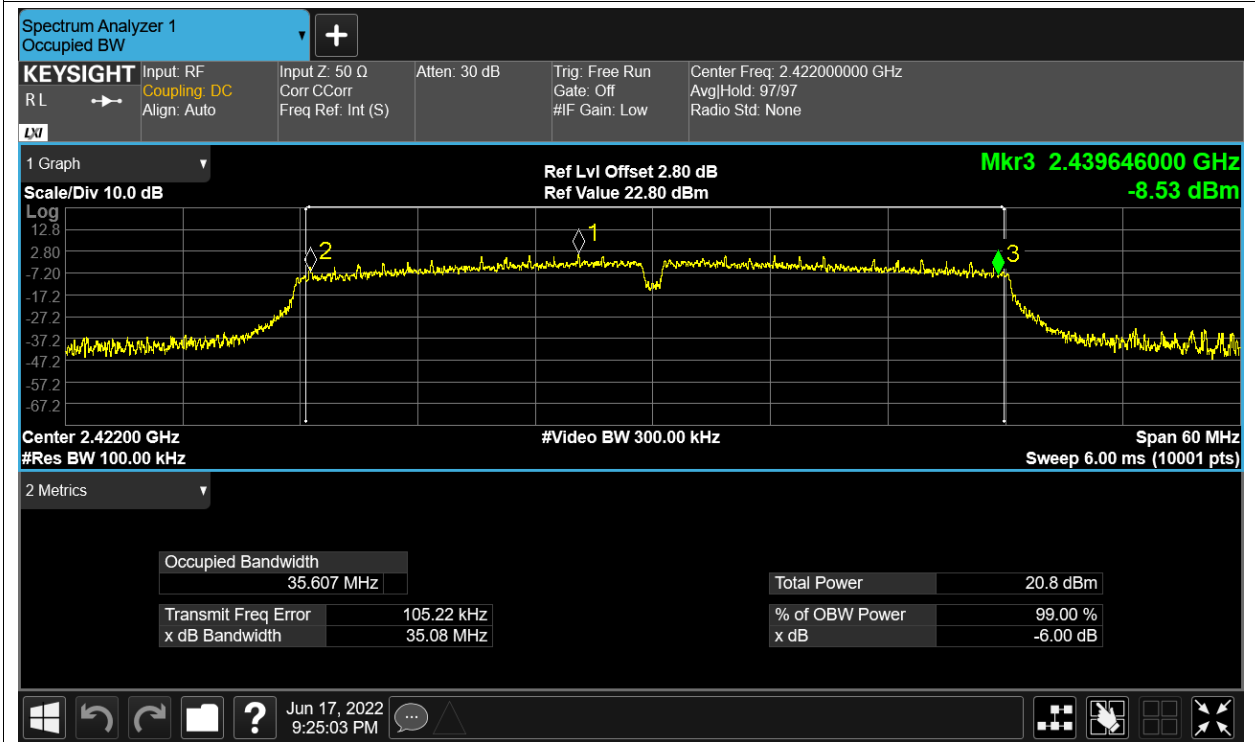 Spectrum Analyzer 1
Occupied BW
KEYSIGHT
R L
LXI
Input: RF
Coupling: DC
Align: Auto
Input Z: 50 Ω
Corr CCorr
Freq Ref: Int (S)
Atten: 30 dB
Trig: Free Run
Gate: Off
#IF Gain: Low
Center Freq: 2.422000000 GHz
Avg|Hold: 97/97
Radio Std: None
1 Graph
Scale/Div 10.0 dB
Ref Lvl Offset 2.80 dB
Ref Value 22.80 dBm
Mkr3 2.439646000 GHz
-8.53 dBm
Log
12.8
2.80
-7.20
-17.2
-27.2
-37.2
-47.2
-57.2
-67.2
2
1
3
Center 2.42200 GHz
#Res BW 100.00 kHz
#Video BW 300.00 kHz
Span 60 MHz
Sweep 6.00 ms (10001 pts)
2 Metrics
Occupied Bandwidth
35.607 MHz
Transmit Freq Error 105.22 kHz
x dB Bandwidth 35.08 MHz
Total Power 20.8 dBm
% of OBW Power 99.00 %
x dB -6.00 dB
?
Jun 17, 2022
9:25:03 PM